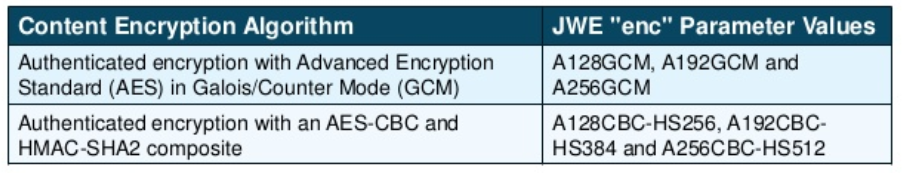 Content Encryption Algorithm
JWE "enc" Parameter Values
Authenticated encryption with Advanced Encryption
Standard (AES) in Galois/Counter Mode (GCM)
A128GCM, A192GCM and
A256GCM
Authenticated encryption with an AES-CBC and
HMAC-SHA2 composite
A128CBC-HS256, A192CBC-
HS384 and A256CBC-HS512